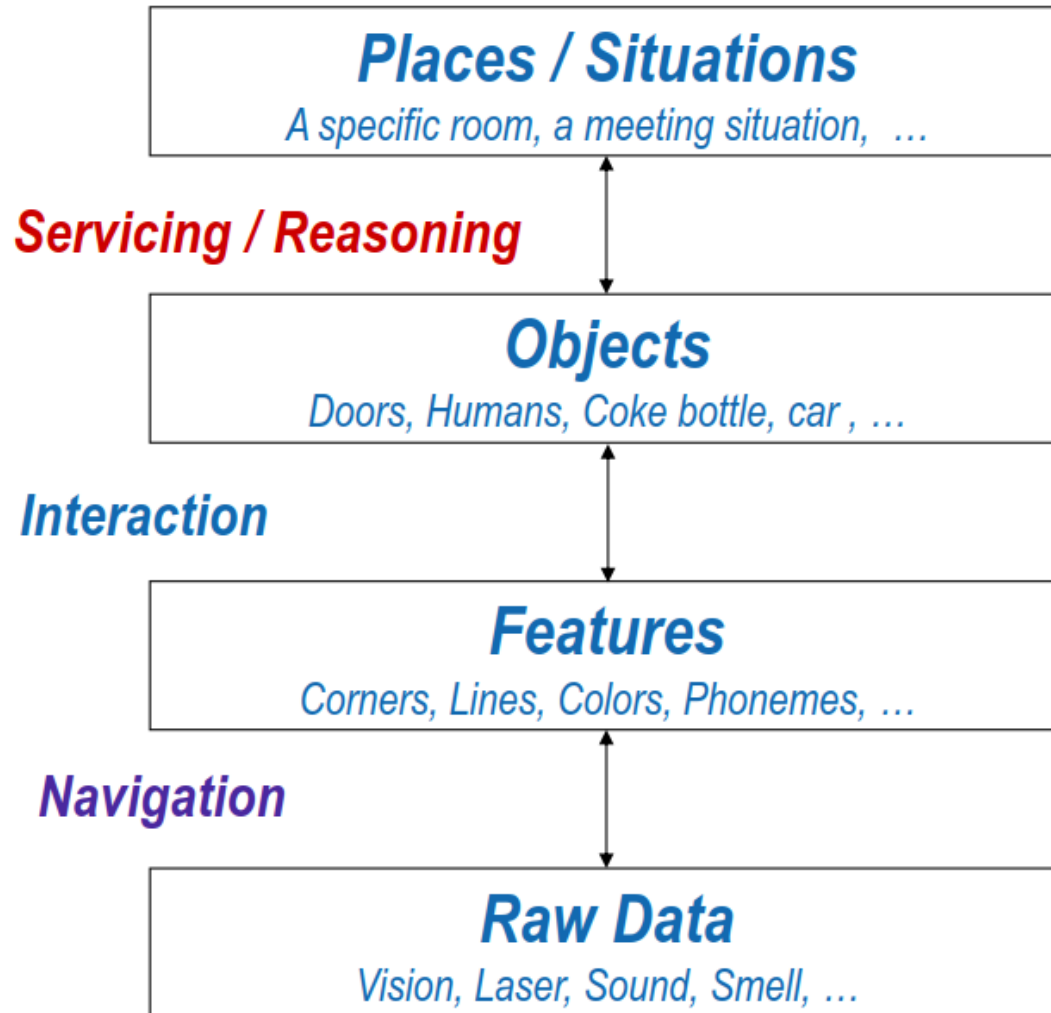 Places / Situations
A specific room, a meeting situation, …
Servicing / Reasoning
Objects
Doors, Humans, Coke bottle, car , …
Interaction
Features
Corners, Lines, Colors, Phonemes, …
Navigation
Raw Data
Vision, Laser, Sound, Smell, …